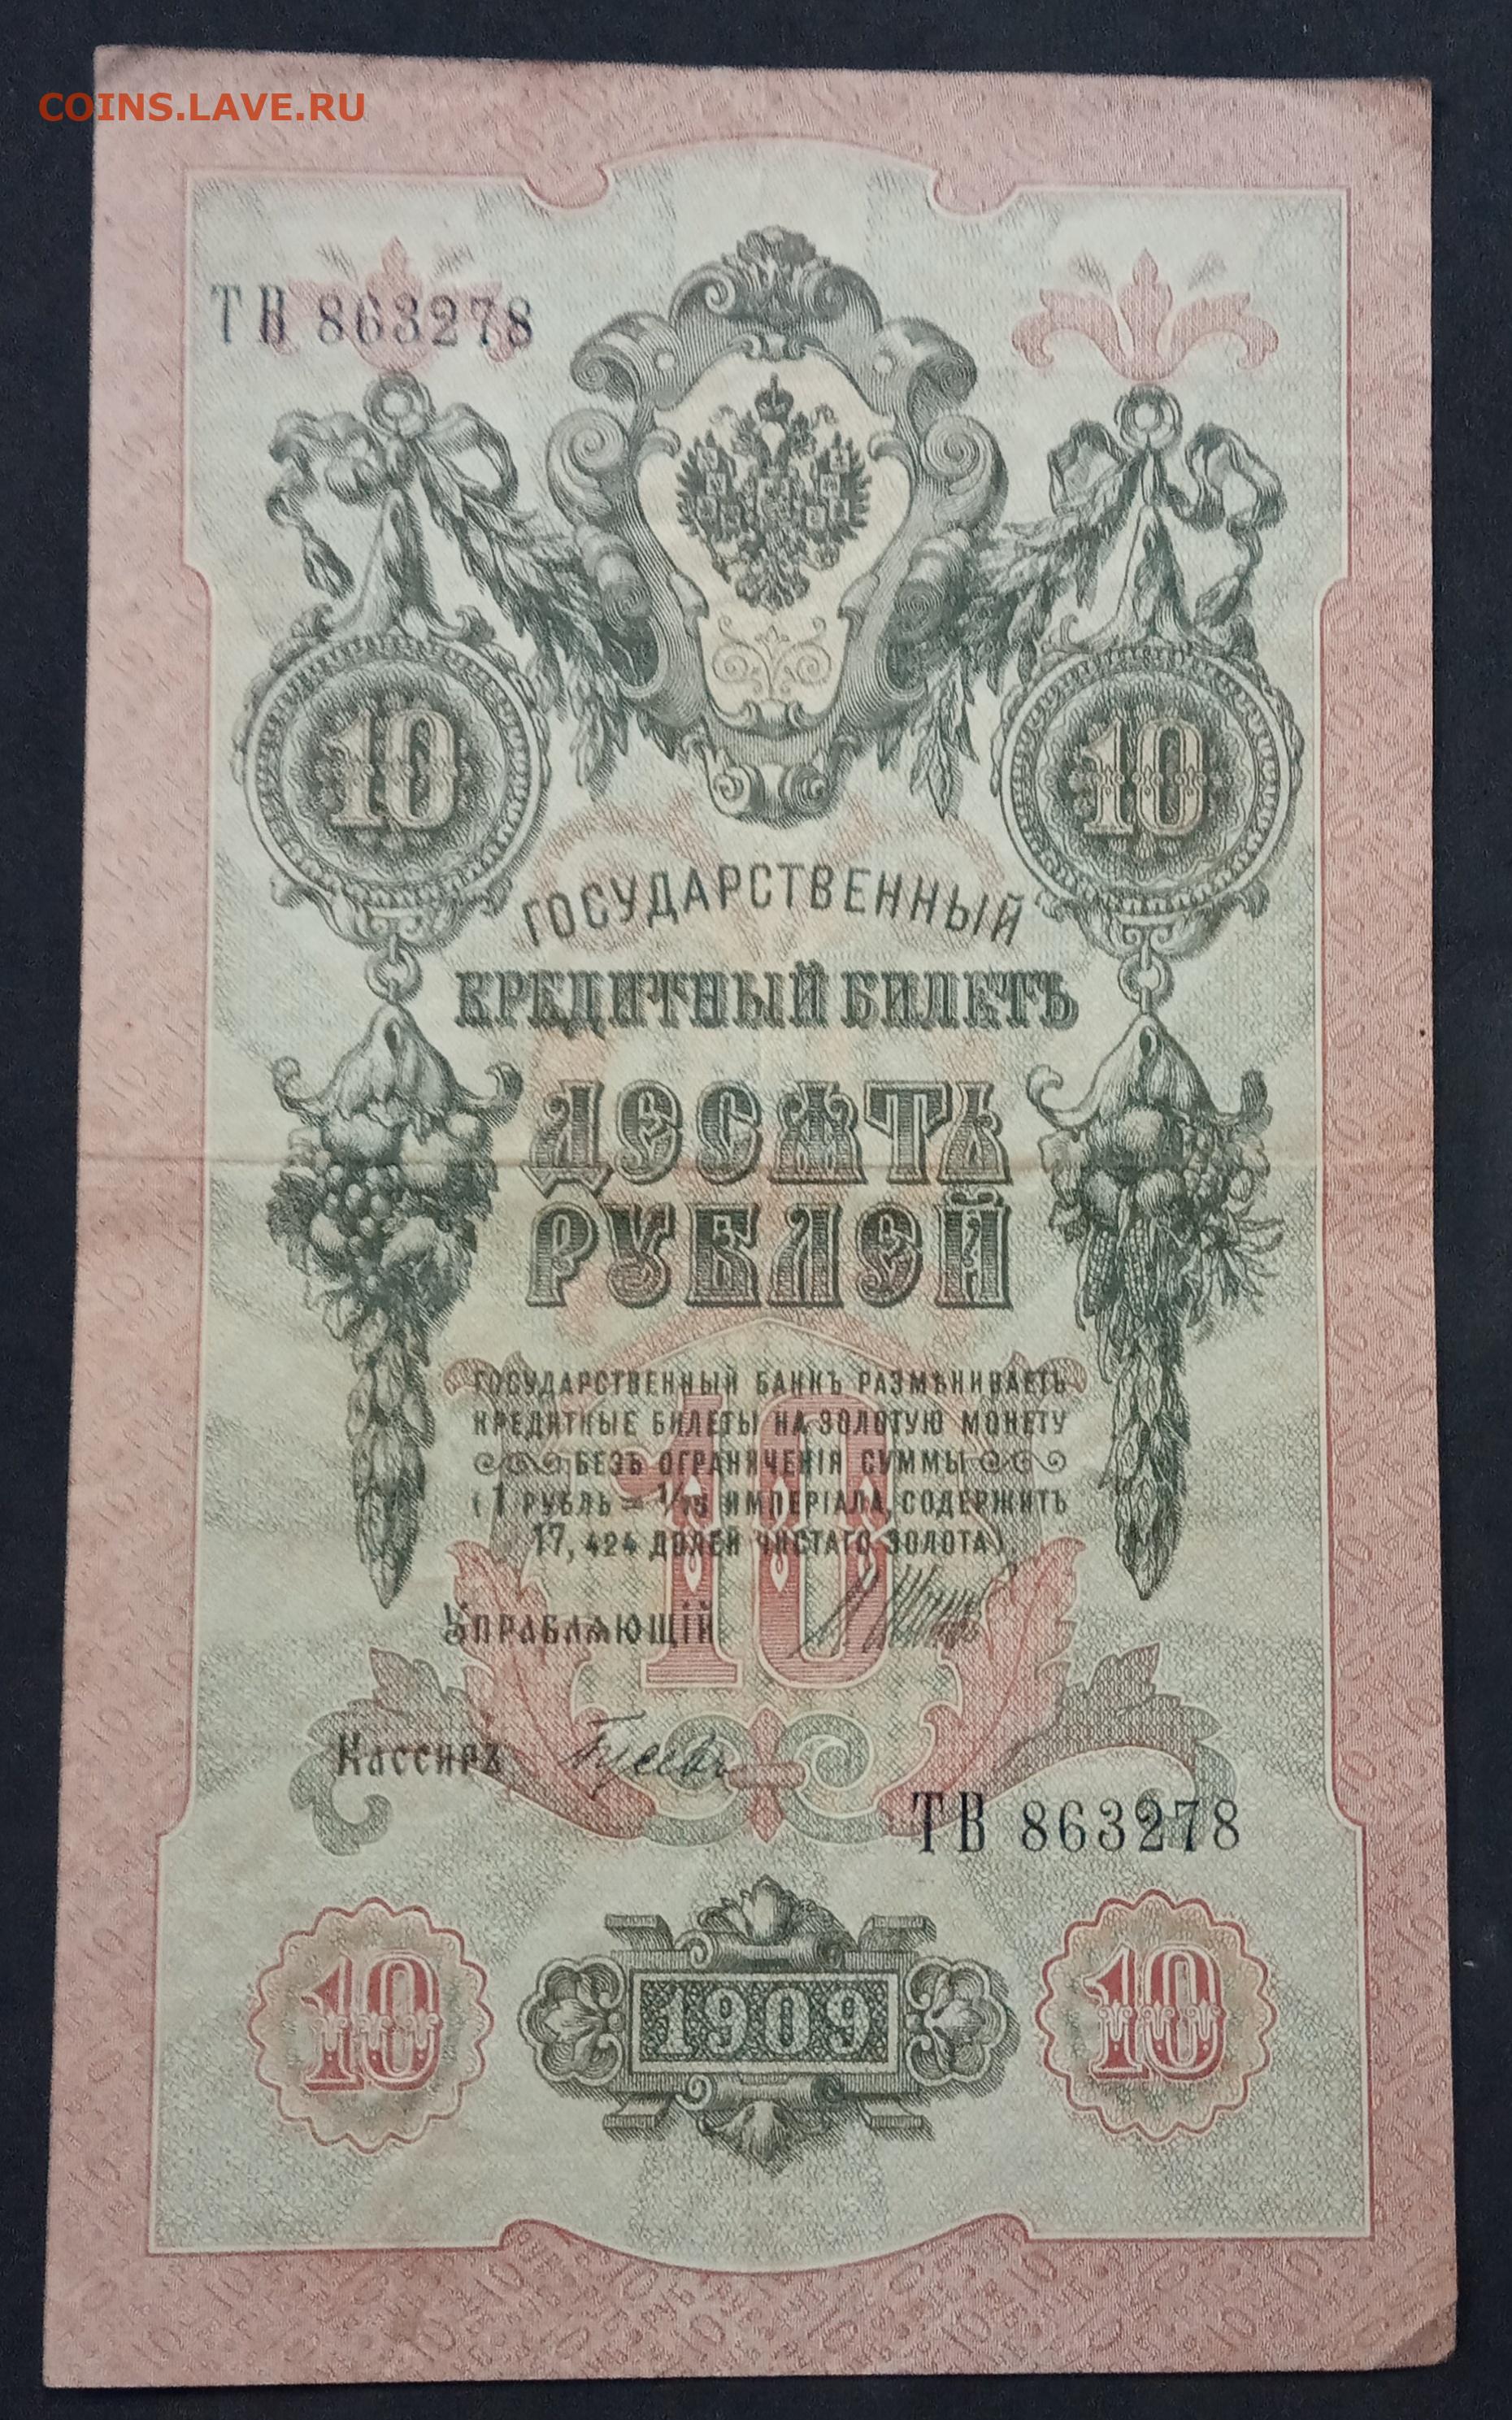 COINS.LAVE.RU
ТВ 863278
10 10
ГОСУДАРСТВЕННЫЙ
КРЕДИТНЫЙ БИЛЕТЪ
ДЕСЯТЬ
РУБЛЕЙ
10
ГОСУДАРСТВЕННЫЙ БАНКЪ РАЗМѢНИВАЕТЪ
КРЕДИТНЫЕ БИЛЕТЫ НА ЗОЛОТУЮ МОНЕТУ
БЕЗЪ ОГРАНИЧЕНІЯ СУММЫ
(1 РУБЛЬ = 1/15 ИМПЕРІАЛА, СОДЕРЖИТЪ
17,424 ДОЛЕЙ ЧИСТАГО ЗОЛОТА).
УПРАВЛЯЮЩІЙ
КАССИРЪ Гусевъ
ТВ 863278
10 1909 10